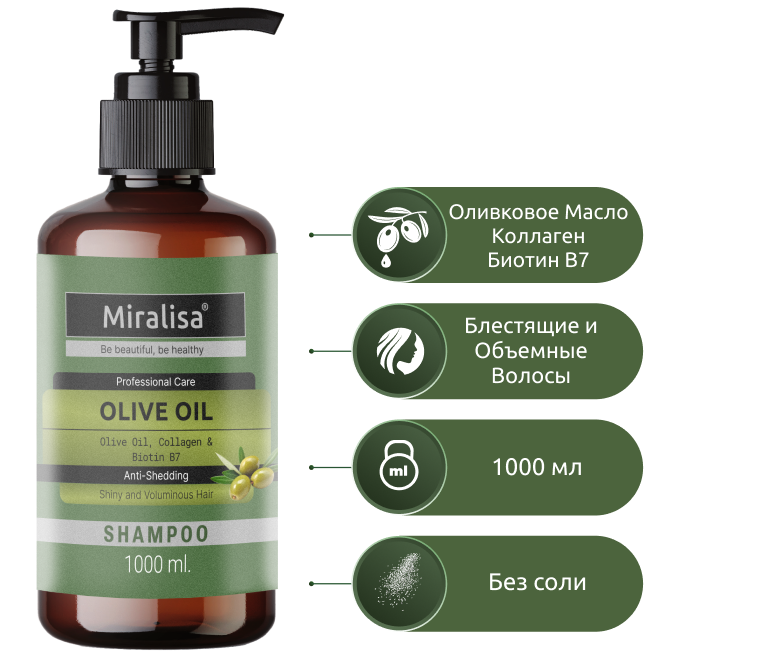 Miralisa®
Be beautiful, be healthy
Professional Care
OLIVE OIL
Olive Oil, Collagen &
Biotin B7
Anti-Shedding
Shiny and Voluminous Hair
SHAMPOO
1000 ml.
Оливковое Масло
Коллаген
Биотин B7
Блестящие и
Объемные
Волосы
ml
1000 мл
Без соли